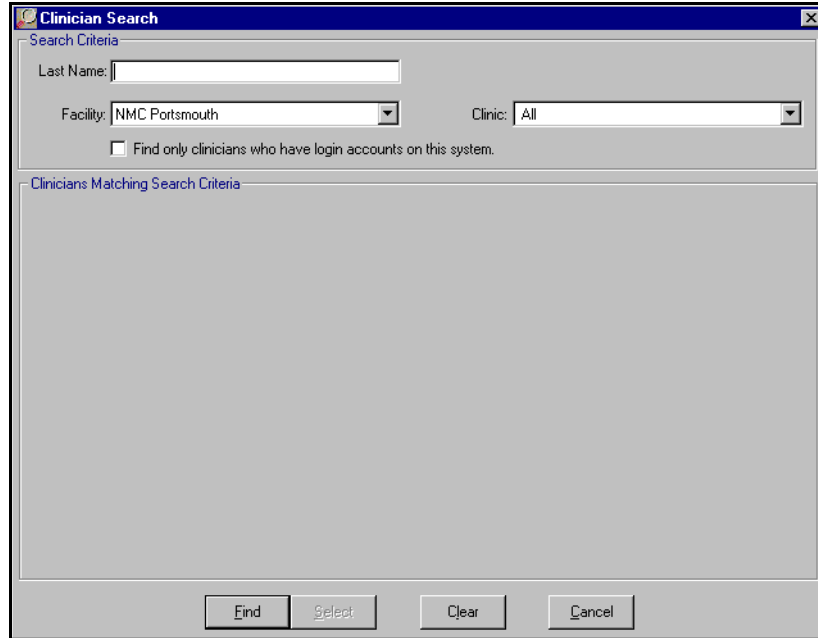 Clinician Search
Search Criteria
Last Name:
Facility: NMC Portsmouth Clinic: All
Find only clinicians who have login accounts on this system.
Clinicians Matching Search Criteria
Find Select Clear Cancel